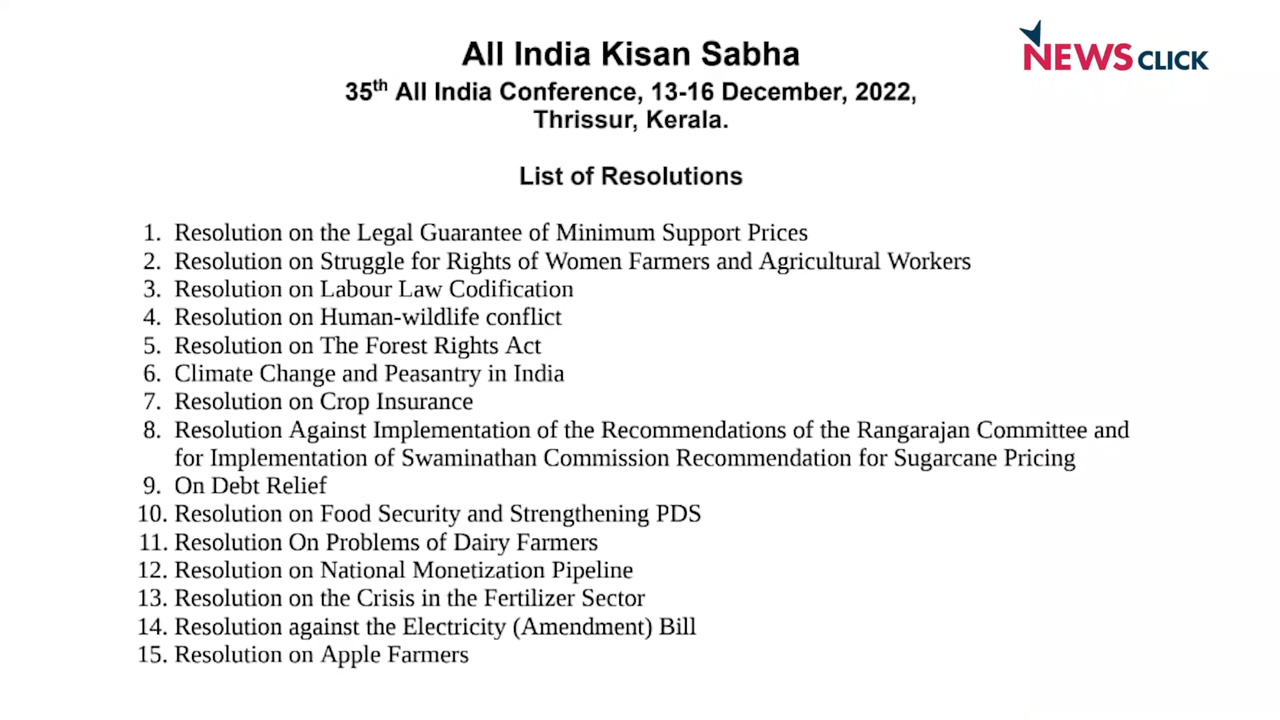 All India Kisan Sabha
NEWS CLICK
35th All India Conference, 13-16 December, 2022,
Thrissur, Kerala.
List of Resolutions
1. Resolution on the Legal Guarantee of Minimum Support Prices
2. Resolution on Struggle for Rights of Women Farmers and Agricultural Workers
3. Resolution on Labour Law Codification
4. Resolution on Human-wildlife conflict
5. Resolution on The Forest Rights Act
6. Climate Change and Peasantry in India
7. Resolution on Crop Insurance
8. Resolution Against Implementation of the Recommendations of the Rangarajan Committee and
for Implementation of Swaminathan Commission Recommendation for Sugarcane Pricing
9. On Debt Relief
10. Resolution on Food Security and Strengthening PDS
11. Resolution On Problems of Dairy Farmers
12. Resolution on National Monetization Pipeline
13. Resolution on the Crisis in the Fertilizer Sector
14. Resolution against the Electricity (Amendment) Bill
15. Resolution on Apple Farmers